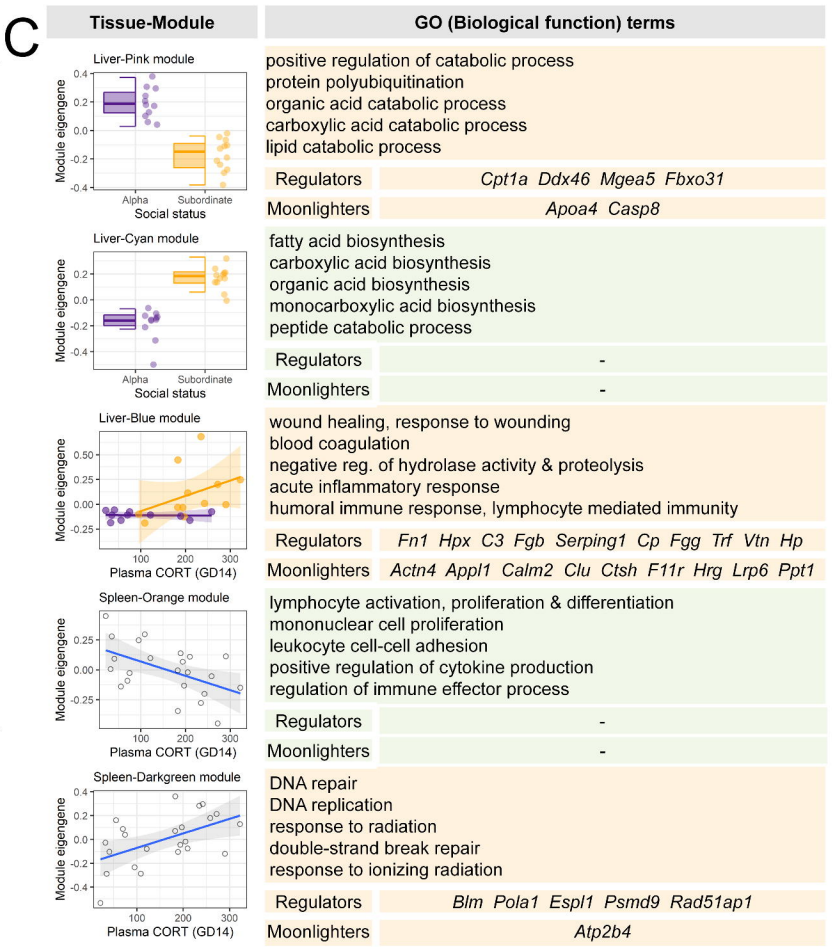 C
Tissue-Module
GO (Biological function) terms
Liver-Pink module
Module eigengene
0.4
0.2
0.0
-0.2
-0.4
Alpha
Subordinate
Social status
positive regulation of catabolic process
protein polyubiquitination
organic acid catabolic process
carboxylic acid catabolic process
lipid catabolic process
Regulators
Cpt1a Ddx46 Mgea5 Fbxo31
Moonlighters
Apoa4 Casp8
Liver-Cyan module
Module eigengene
0.2
0.0
-0.2
-0.4
Alpha
Subordinate
Social status
fatty acid biosynthesis
carboxylic acid biosynthesis
organic acid biosynthesis
monocarboxylic acid biosynthesis
peptide catabolic process
Regulators
-
Moonlighters
-
Liver-Blue module
Module eigengene
0.50
0.25
0.00
-0.25
100
200
300
Plasma CORT (GD14)
wound healing, response to wounding
blood coagulation
negative reg. of hydrolase activity & proteolysis
acute inflammatory response
humoral immune response, lymphocyte mediated immunity
Regulators
Fn1 Hpx C3 Fgb Serping1 Cp Fgg Trf Vtn Hp
Moonlighters
Actn4 Appl1 Calm2 Clu Ctsh F11r Hrg Lrp6 Ppt1
Spleen-Orange module
Module eigengene
0.25
0.00
-0.25
100
200
300
Plasma CORT (GD14)
lymphocyte activation, proliferation & differentiation
mononuclear cell proliferation
leukocyte cell-cell adhesion
positive regulation of cytokine production
regulation of immune effector process
Regulators
-
Moonlighters
-
Spleen-Darkgreen module
Module eigengene
0.4
0.2
0.0
-0.2
-0.4
100
200
300
Plasma CORT (GD14)
DNA repair
DNA replication
response to radiation
double-strand break repair
response to ionizing radiation
Regulators
Blm Pola1 Espl1 Psmd9 Rad51ap1
Moonlighters
Atp2b4